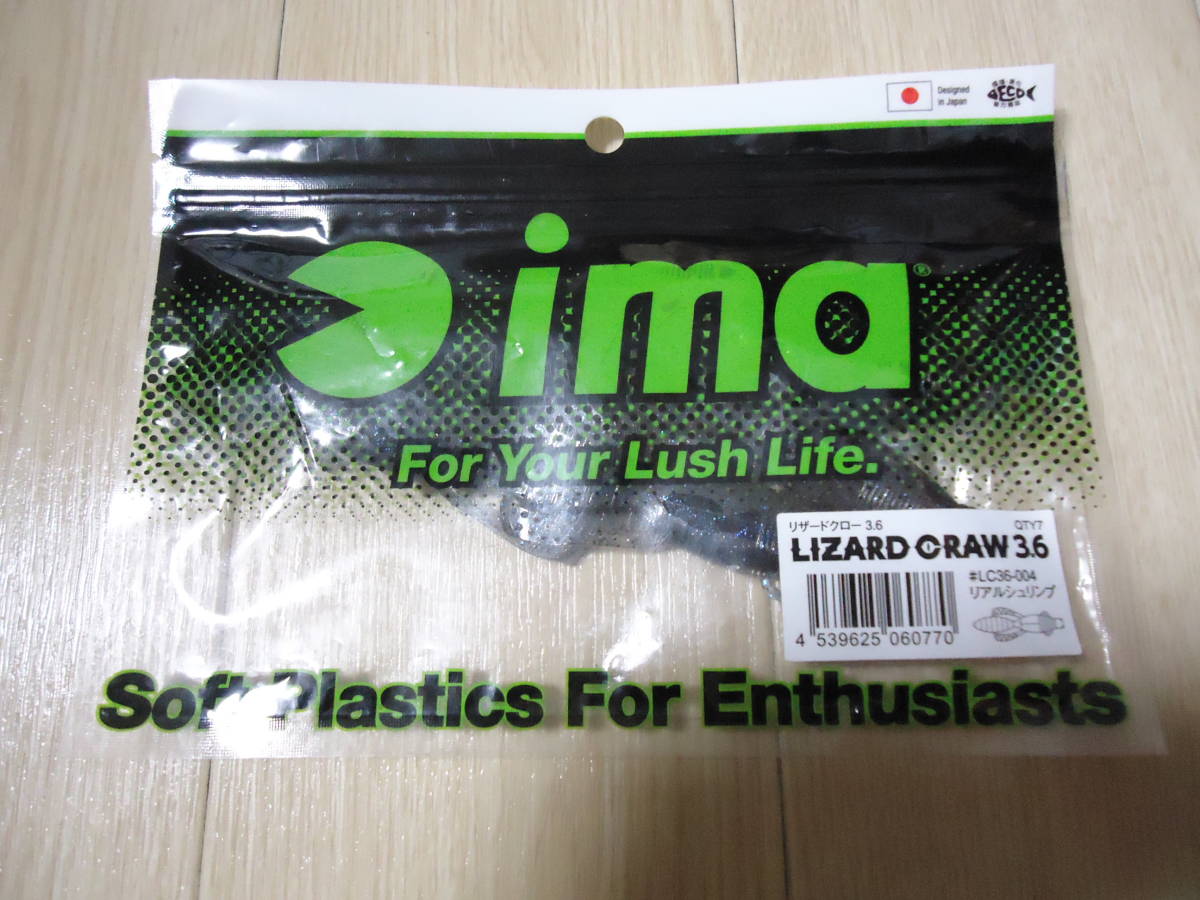 Designed
in Japan
ECO
ima®
For Your Lush Life.
リザードクロー 3.6 QTY7
LIZARD CRAW 3.6
#LC36-004
リアルシュリンプ
4 539625 060770
Soft Plastics For Enthusiasts